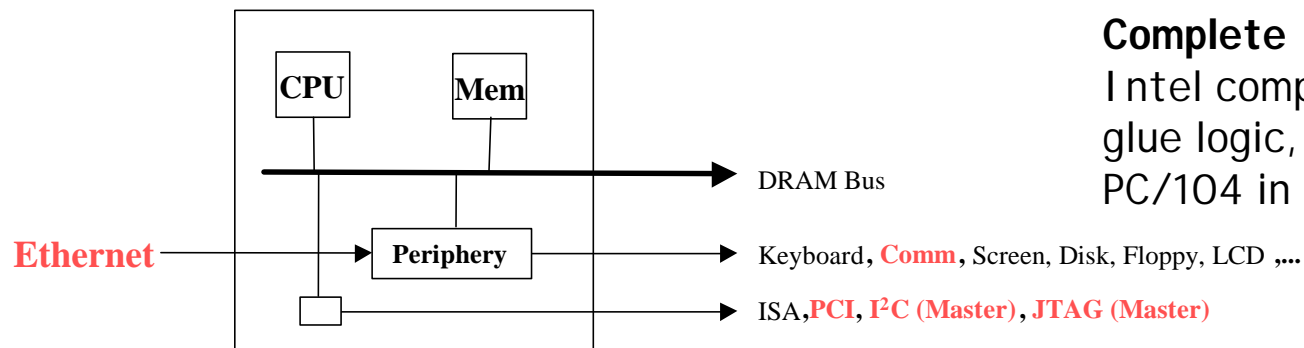 Complete
Intel comp
glue logic,
PC/104 in
CPU
Mem
DRAM Bus
Ethernet
Periphery
Keyboard, Comm, Screen, Disk, Floppy, LCD ,...
ISA,PCI, I²C (Master), JTAG (Master)